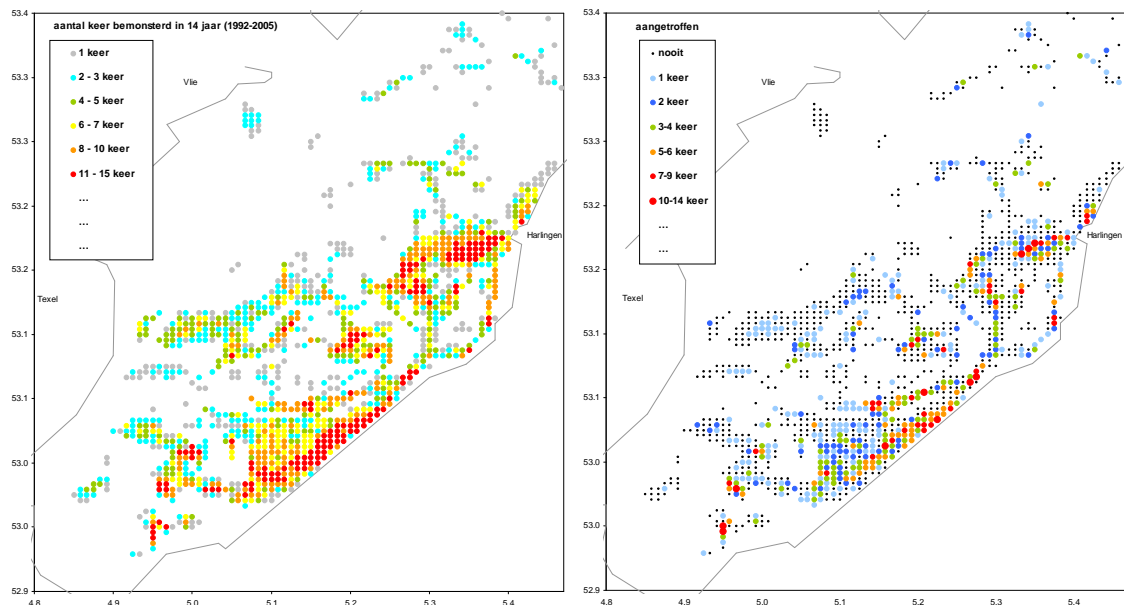 aantal keer bemonsterd in 14 jaar (1992-2005)
1 keer
2 - 3 keer
4 - 5 keer
6 - 7 keer
8 - 10 keer
11 - 15 keer
...
...
...
Vlie
Texel
Harlingen
53.4
53.3
53.3
53.2
53.2
53.1
53.1
53.0
53.0
52.9
4.8
4.9
5.0
5.1
5.2
5.3
5.4
aangetroffen
nooit
1 keer
2 keer
3-4 keer
5-6 keer
7-9 keer
10-14 keer
...
...
Vlie
Texel
Harlingen
53.4
53.3
53.3
53.2
53.2
53.1
53.1
53.0
53.0
52.9
4.8
4.9
5.0
5.1
5.2
5.3
5.4